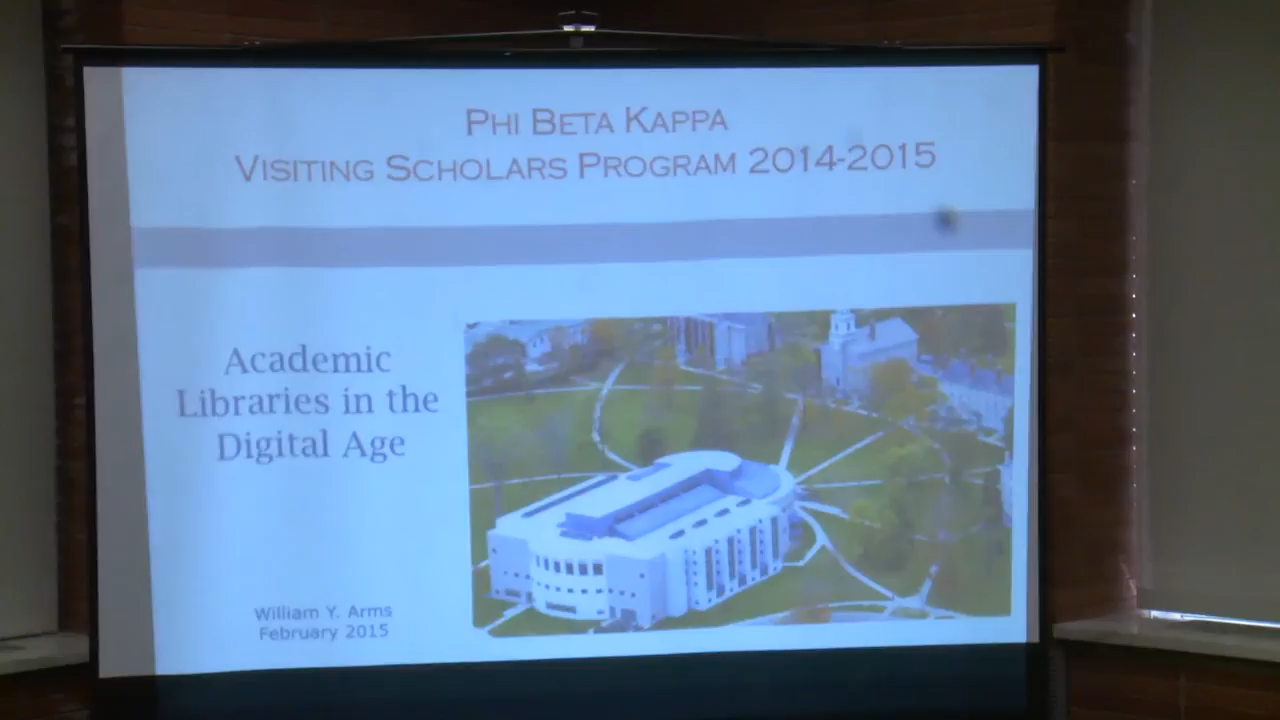 Phi Beta Kappa
Visiting Scholars Program 2014-2015
Academic
Libraries in the
Digital Age
William Y. Arms
February 2015